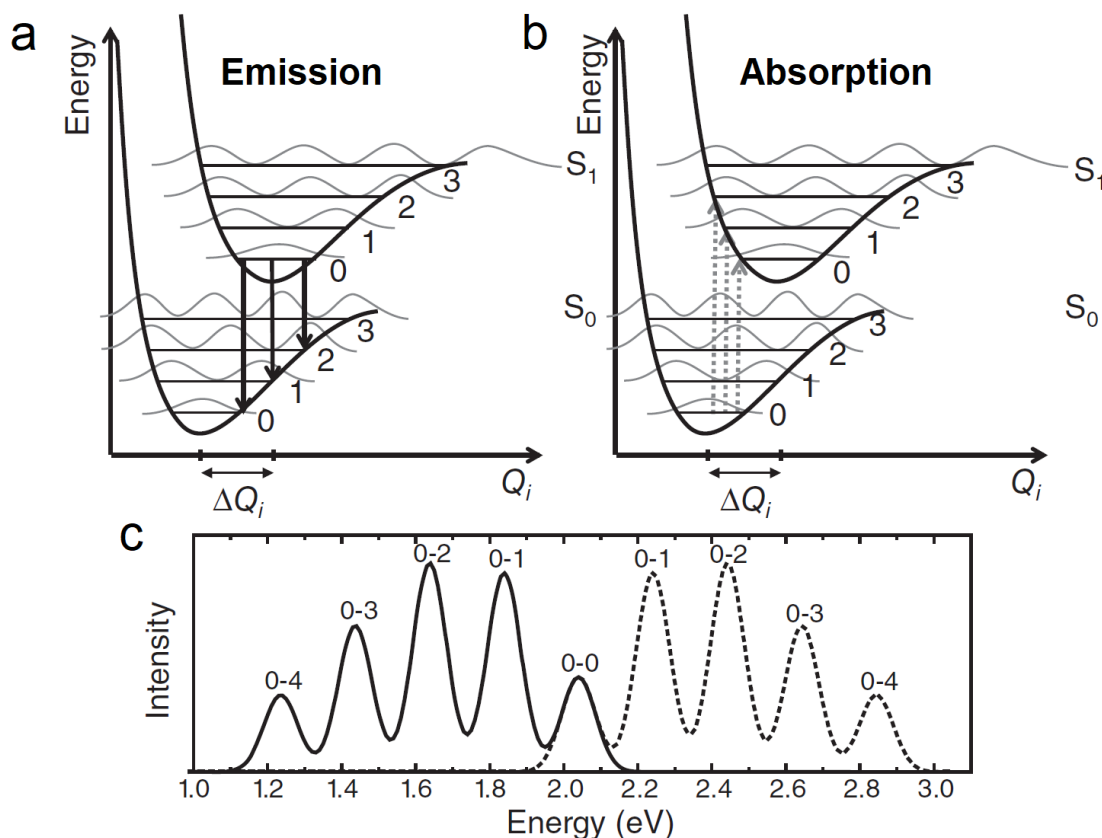 a
Emission
Energy
S₁
3
2
1
0
S₀
3
2
1
0
ΔQᵢ
Qᵢ
b
Absorption
Energy
S₁
3
2
1
0
S₀
3
2
1
0
ΔQᵢ
Qᵢ
c
Intensity
0-4
0-3
0-2
0-1
0-0
0-1
0-2
0-3
0-4
1.0 1.2 1.4 1.6 1.8 2.0 2.2 2.4 2.6 2.8 3.0
Energy (eV)